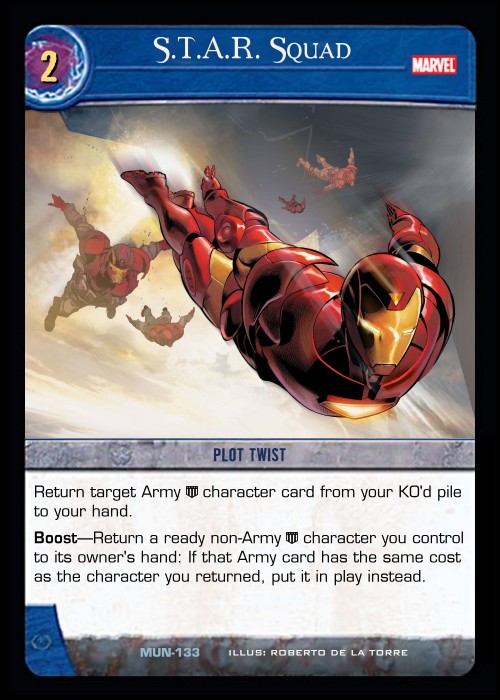 2
S.T.A.R. Squad
MARVEL
PLOT TWIST
Return target Army character card from your KO'd pile
to your hand.
Boost—Return a ready non-Army character you control
to its owner's hand: If that Army card has the same cost
as the character you returned, put it in play instead.
MUN-133 ILLUS: ROBERTO DE LA TORRE